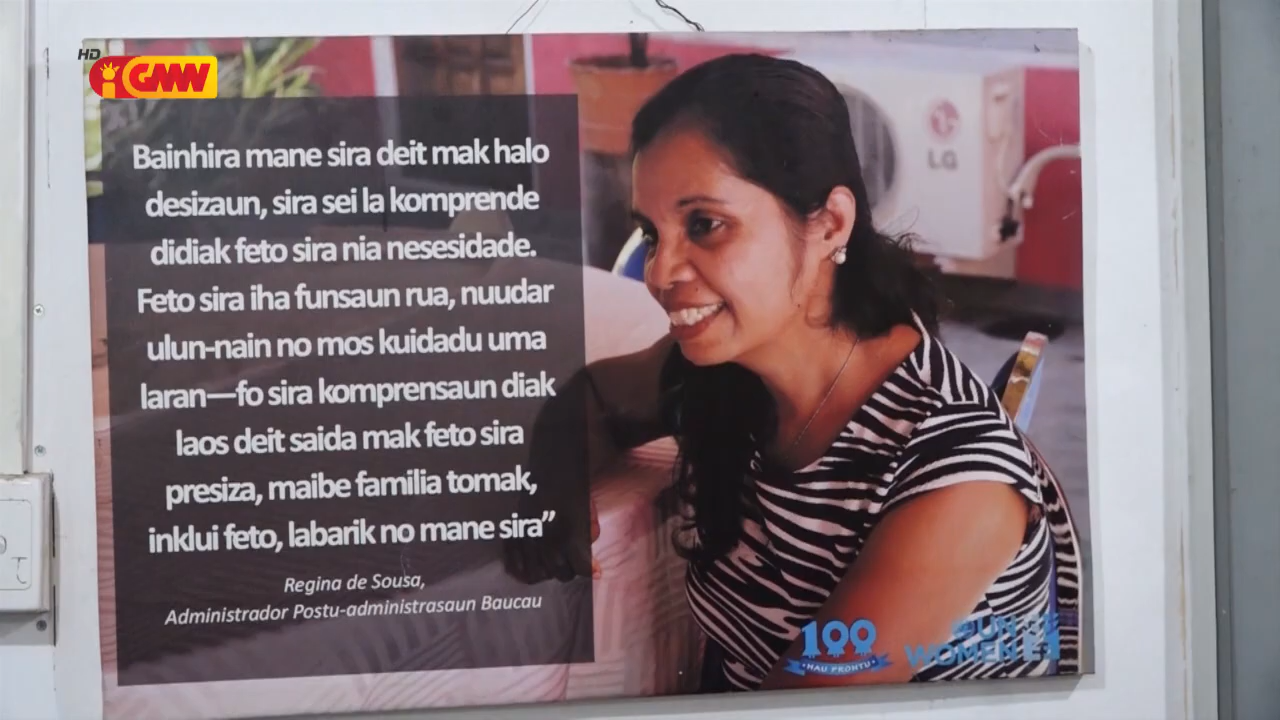 HD
GMN
Bainhira mane sira deit mak halo
desizaun, sira sei la komprende
didiak feto sira nia nesesidade.
Feto sira iha funsaun rua, nuudar
ulun-nain no mos kuidadu uma
laran—fo sira komprensaun diak
laos deit saida mak feto sira
presiza, maibe familia tomak,
inklui feto, labarik no mane sira”
Regina de Sousa,
Administrador Postu-administrasaun Baucau
LG
100
HAU PRONTU
UN
WOMEN